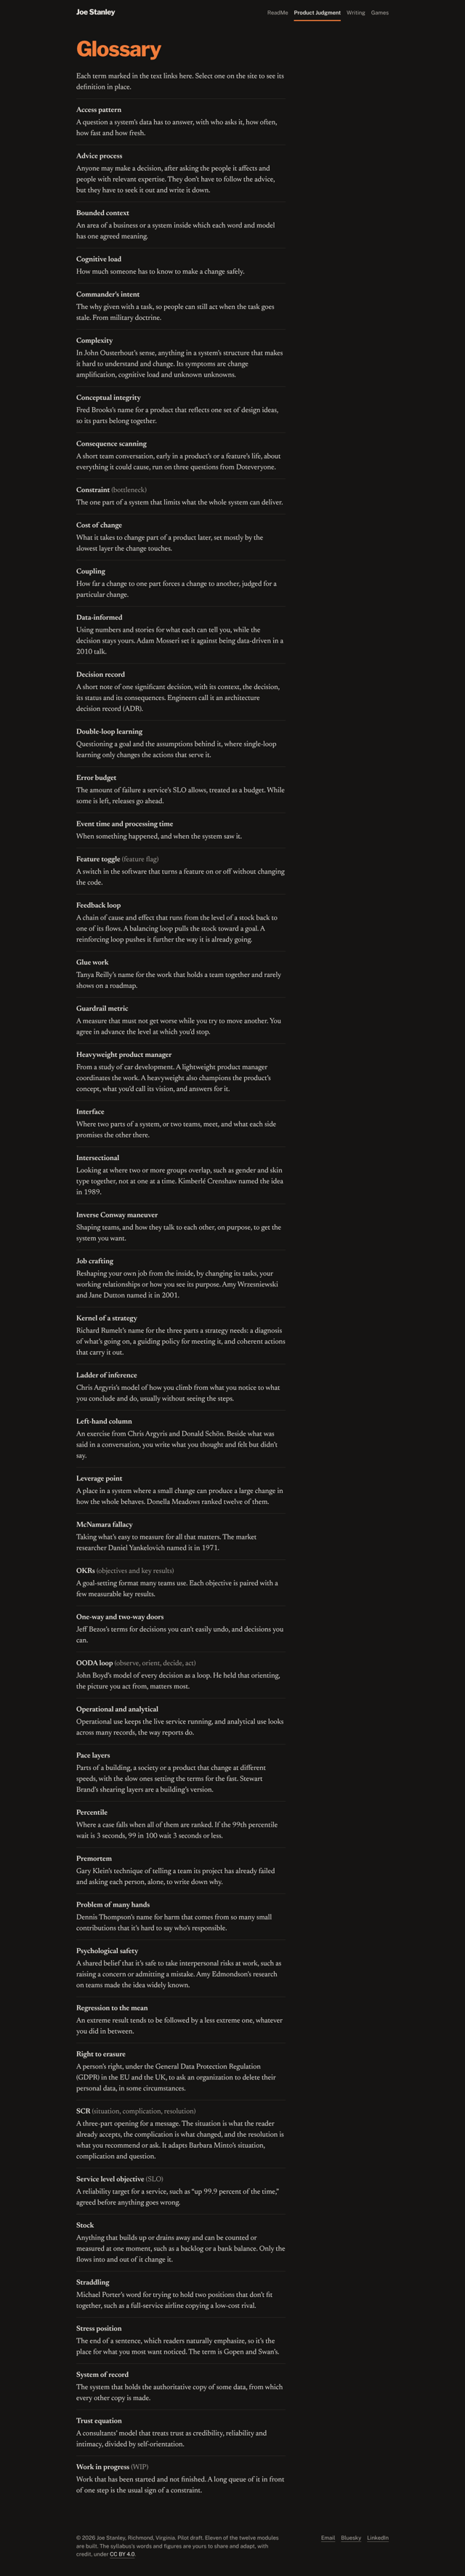 Joe Stanley
ReadMe Product Judgment Writing Games
Glossary
Each term marked in the text links here. Select one on the site to see its
definition in place.
Access pattern
A question a system's data has to answer, with who asks it, how often,
how fast and how fresh.
Advice process
Anyone may make a decision, after asking the people it affects and
people with relevant expertise. They don't have to follow the advice,
but they have to seek it out and write it down.
Bounded context
An area of a business or a system inside which each word and model
has one agreed meaning.
Cognitive load
How much someone has to know to make a change safely.
Commander's intent
The why given with a task, so people can still act when the task goes
stale. From military doctrine.
Complexity
In John Ousterhout's sense, anything in a system's structure that makes
it hard to understand and change. Its symptoms are change
amplification, cognitive load and unknown unknowns.
Conceptual integrity
Fred Brooks's name for a product that reflects one set of design ideas,
so its parts belong together.
Consequence scanning
A short team conversation, early in a product's or a feature's life, about
everything it could cause, run on three questions from Doteveryone.
Constraint (bottleneck)
The one part of a system that limits what the whole system can deliver.
Cost of change
What it takes to change part of a product later, set mostly by the
slowest layer the change touches.
Coupling
How far a change to one part forces a change to another, judged for a
particular change.
Data-informed
Using numbers and stories for what each can tell you, while the
decision stays yours. Adam Mosseri set it against being data-driven in a
2010 talk.
Decision record
A short note of one significant decision, with its context, the decision,
its status and its consequences. Engineers call it an architecture
decision record (ADR).
Double-loop learning
Questioning a goal and the assumptions behind it, where single-loop
learning only changes the actions that serve it.
Error budget
The amount of failure a service's SLO allows, treated as a budget. While
some is left, releases go ahead.
Event time and processing time
When something happened, and when the system saw it.
Feature toggle (feature flag)
A switch in the software that turns a feature on or off without changing
the code.
Feedback loop
A chain of cause and effect that runs from the level of a stock back to
one of its flows. A balancing loop pulls the stock toward a goal. A
reinforcing loop pushes it further the way it is already going.
Glue work
Tanya Reilly's name for the work that holds a team together and rarely
shows on a roadmap.
Guardrail metric
A measure that must not get worse while you try to move another. You
agree in advance the level at which you'd stop.
Heavyweight product manager
From a study of car development. A lightweight product manager
coordinates the work. A heavyweight also champions the product's
concept, what you'd call its vision, and answers for it.
Interface
Where two parts of a system, or two teams, meet, and what each side
promises the other there.
Intersectional
Looking at where two or more groups overlap, such as gender and skin
type together, not at one at a time. Kimberlé Crenshaw named the idea
in 1989.
Inverse Conway maneuver
Shaping teams, and how they talk to each other, on purpose, to get the
system you want.
Job crafting
Reshaping your own job from the inside, by changing its tasks, your
working relationships or how you see its purpose. Amy Wrzesniewski
and Jane Dutton named it in 2001.
Kernel of a strategy
Richard Rumelt's name for the three parts a strategy needs: a diagnosis
of what's going on, a guiding policy for meeting it, and coherent actions
that carry it out.
Ladder of inference
Chris Argyris's model of how you climb from what you notice to what
you conclude and do, usually without seeing the steps.
Left-hand column
An exercise from Chris Argyris and Donald Schön. Beside what was
said in a conversation, you write what you thought and felt but didn't
say.
Leverage point
A place in a system where a small change can produce a large change in
how the whole behaves. Donella Meadows ranked twelve of them.
McNamara fallacy
Taking what's easy to measure for all that matters. The market
researcher Daniel Yankelovich named it in 1971.
OKRs (objectives and key results)
A goal-setting format many teams use. Each objective is paired with a
few measurable key results.
One-way and two-way doors
Jeff Bezos's terms for decisions you can't easily undo, and decisions you
can.
OODA loop (observe, orient, decide, act)
John Boyd's model of every decision as a loop. He held that orienting,
the picture you act from, matters most.
Operational and analytical
Operational use keeps the live service running, and analytical use looks
across many records, the way reports do.
Pace layers
Parts of a building, a society or a product that change at different
speeds, with the slow ones setting the terms for the fast. Stewart
Brand's shearing layers are a building's version.
Percentile
Where a case falls when all of them are ranked. If the 99th percentile
wait is 3 seconds, 99 in 100 wait 3 seconds or less.
Premortem
Gary Klein's technique of telling a team its project has already failed
and asking each person, alone, to write down why.
Problem of many hands
Dennis Thompson's name for harm that comes from so many small
contributions that it's hard to say who's responsible.
Psychological safety
A shared belief that it's safe to take interpersonal risks at work, such as
raising a concern or admitting a mistake. Amy Edmondson's research
on teams made the idea widely known.
Regression to the mean
An extreme result tends to be followed by a less extreme one, whatever
you did in between.
Right to erasure
A person's right, under the General Data Protection Regulation
(GDPR) in the EU and the UK, to ask an organization to delete their
personal data, in some circumstances.
SCR (situation, complication, resolution)
A three-part opening for a message. The situation is what the reader
already accepts, the complication is what changed, and the resolution is
what you recommend or ask. It adapts Barbara Minto's situation,
complication and question.
Service level objective (SLO)
A reliability target for a service, such as “up 99.9 percent of the time,”
agreed before anything goes wrong.
Stock
Anything that builds up or drains away and can be counted or
measured at one moment, such as a backlog or a bank balance. Only the
flows into and out of it change it.
Straddling
Michael Porter's word for trying to hold two positions that don't fit
together, such as a full-service airline copying a low-cost rival.
Stress position
The end of a sentence, which readers naturally emphasize, so it's the
place for what you most want noticed. The term is Gopen and Swan's.
System of record
The system that holds the authoritative copy of some data, from which
every other copy is made.
Trust equation
A consultants' model that treats trust as credibility, reliability and
intimacy, divided by self-orientation.
Work in progress (WIP)
Work that has been started and not finished. A long queue of it in front
of one step is the usual sign of a constraint.
© 2026 Joe Stanley, Richmond, Virginia. Pilot draft. Eleven of the twelve modules
are built. The syllabus's words and figures are yours to share and adapt, with
credit, under CC BY 4.0.
Email Bluesky LinkedIn